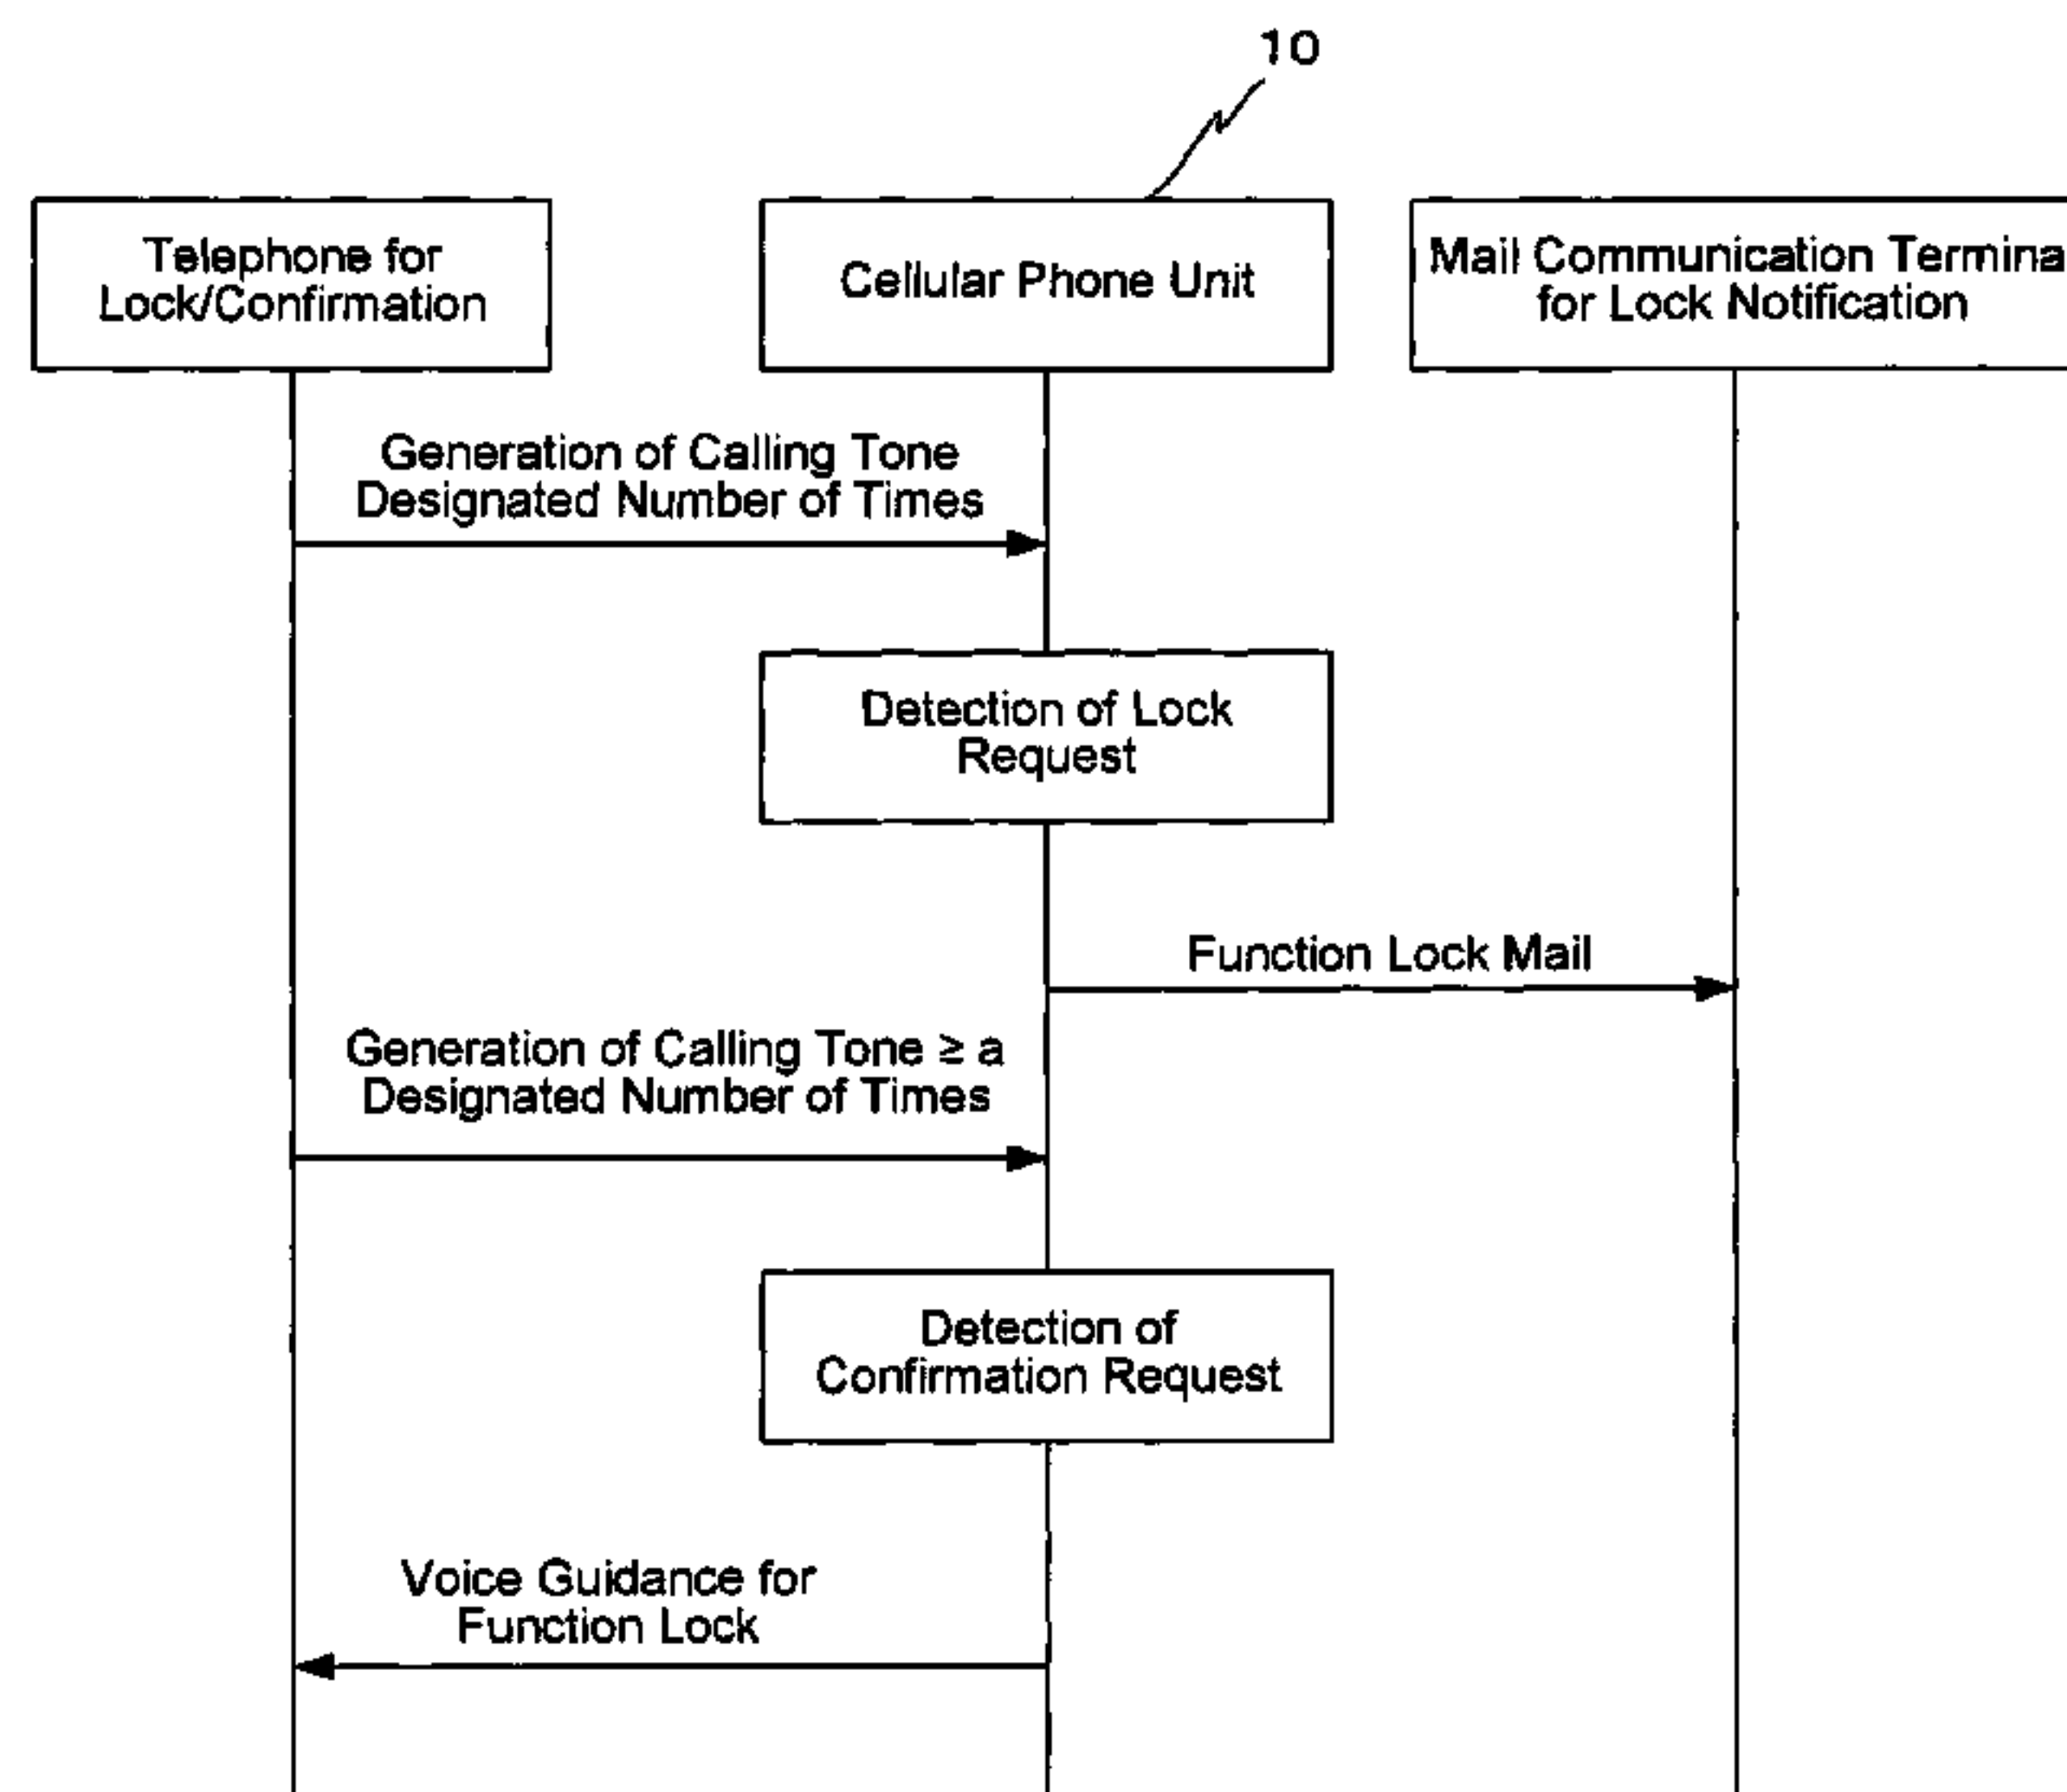 10
Telephone for
Lock/Confirmation
Cellular Phone Unit
Mail Communication Termina
for Lock Notification
Generation of Calling Tone
Designated Number of Times
Detection of Lock
Request
Function Lock Mail
Generation of Calling Tone ≥ a
Designated Number of Times
Detection of
Confirmation Request
Voice Guidance for
Function Lock